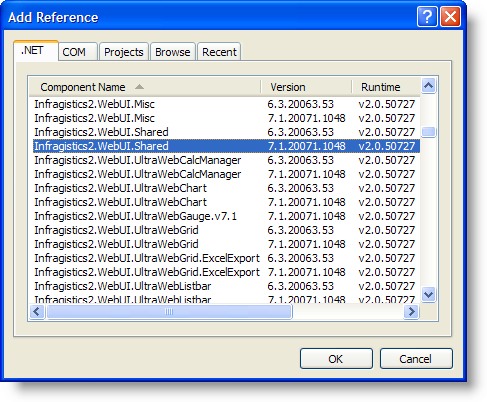 Add Reference
.NET COM Projects Browse Recent
Component Name Version Runtime
Infragistics2.WebUI.Misc 6.3.20063.53 v2.0.50727
Infragistics2.WebUI.Misc 7.1.20071.1048 v2.0.50727
Infragistics2.WebUI.Shared 6.3.20063.53 v2.0.50727
Infragistics2.WebUI.Shared 7.1.20071.1048 v2.0.50727
Infragistics2.WebUI.UltraWebCalcManager 6.3.20063.53 v2.0.50727
Infragistics2.WebUI.UltraWebCalcManager 7.1.20071.1048 v2.0.50727
Infragistics2.WebUI.UltraWebChart 6.3.20063.53 v2.0.50727
Infragistics2.WebUI.UltraWebChart 7.1.20071.1048 v2.0.50727
Infragistics2.WebUI.UltraWebGauge.v7.1 7.1.20071.1048 v2.0.50727
Infragistics2.WebUI.UltraWebGrid 6.3.20063.53 v2.0.50727
Infragistics2.WebUI.UltraWebGrid 7.1.20071.1048 v2.0.50727
Infragistics2.WebUI.UltraWebGrid.ExcelExport 6.3.20063.53 v2.0.50727
Infragistics2.WebUI.UltraWebGrid.ExcelExport 7.1.20071.1048 v2.0.50727
Infragistics2.WebUI.UltraWebListbar 6.3.20063.53 v2.0.50727
Infragistics2.WebUI.UltraWebListbar 7.1.20071.1048 v2.0.50727
OK Cancel